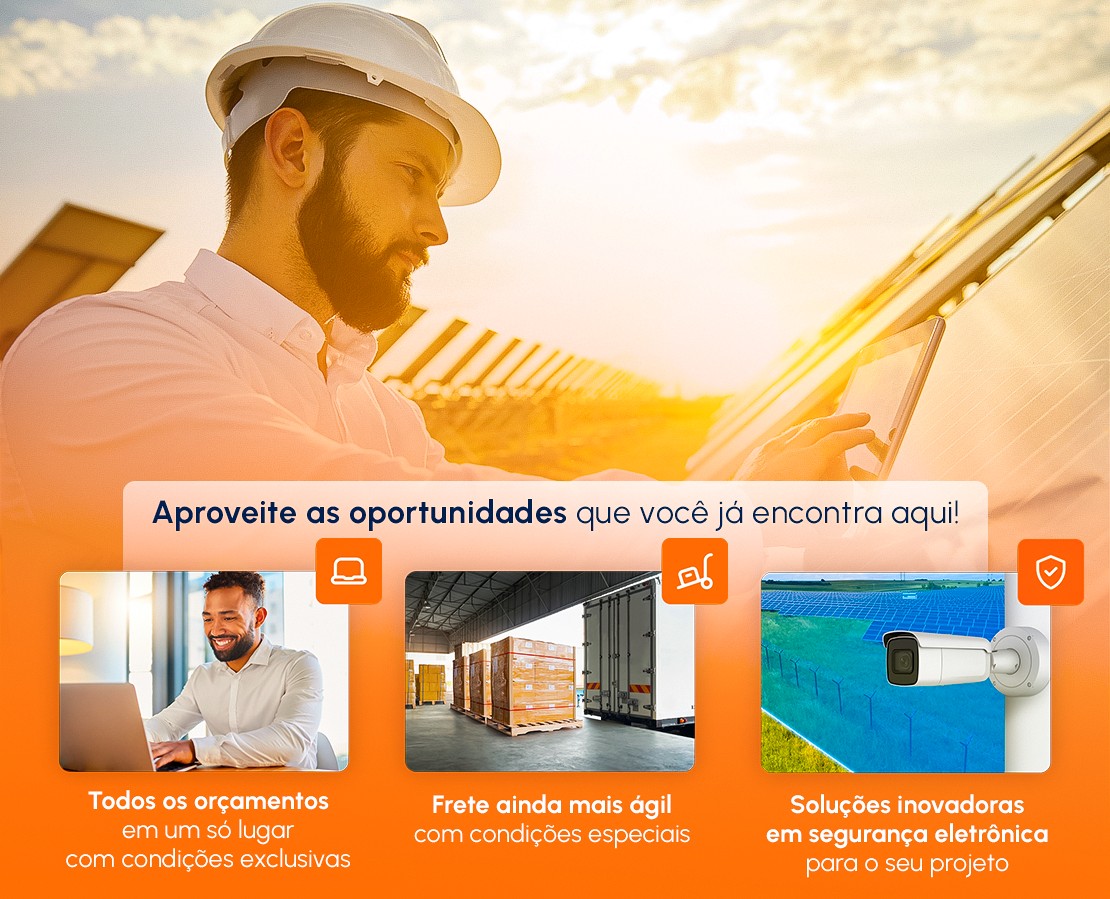 Aproveite as oportunidades que você já encontra aqui!
Todos os orçamentos
em um só lugar
com condições exclusivas
Frete ainda mais ágil
com condições especiais
Soluções inovadoras
em segurança eletrônica
para o seu projeto